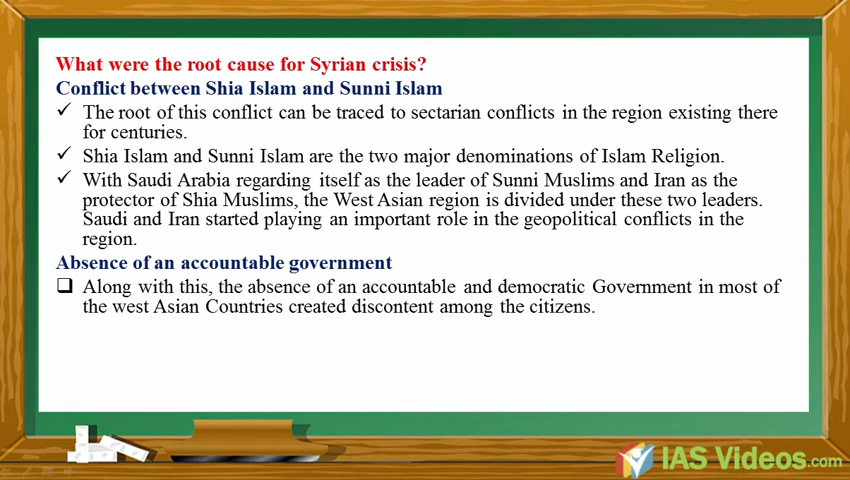 What were the root cause for Syrian crisis?
Conflict between Shia Islam and Sunni Islam
✓ The root of this conflict can be traced to sectarian conflicts in the region existing there
for centuries.
✓ Shia Islam and Sunni Islam are the two major denominations of Islam Religion.
✓ With Saudi Arabia regarding itself as the leader of Sunni Muslims and Iran as the
protector of Shia Muslims, the West Asian region is divided under these two leaders.
Saudi and Iran started playing an important role in the geopolitical conflicts in the
region.
Absence of an accountable government
❑ Along with this, the absence of an accountable and democratic Government in most of
the west Asian Countries created discontent among the citizens.
IAS Videos.com